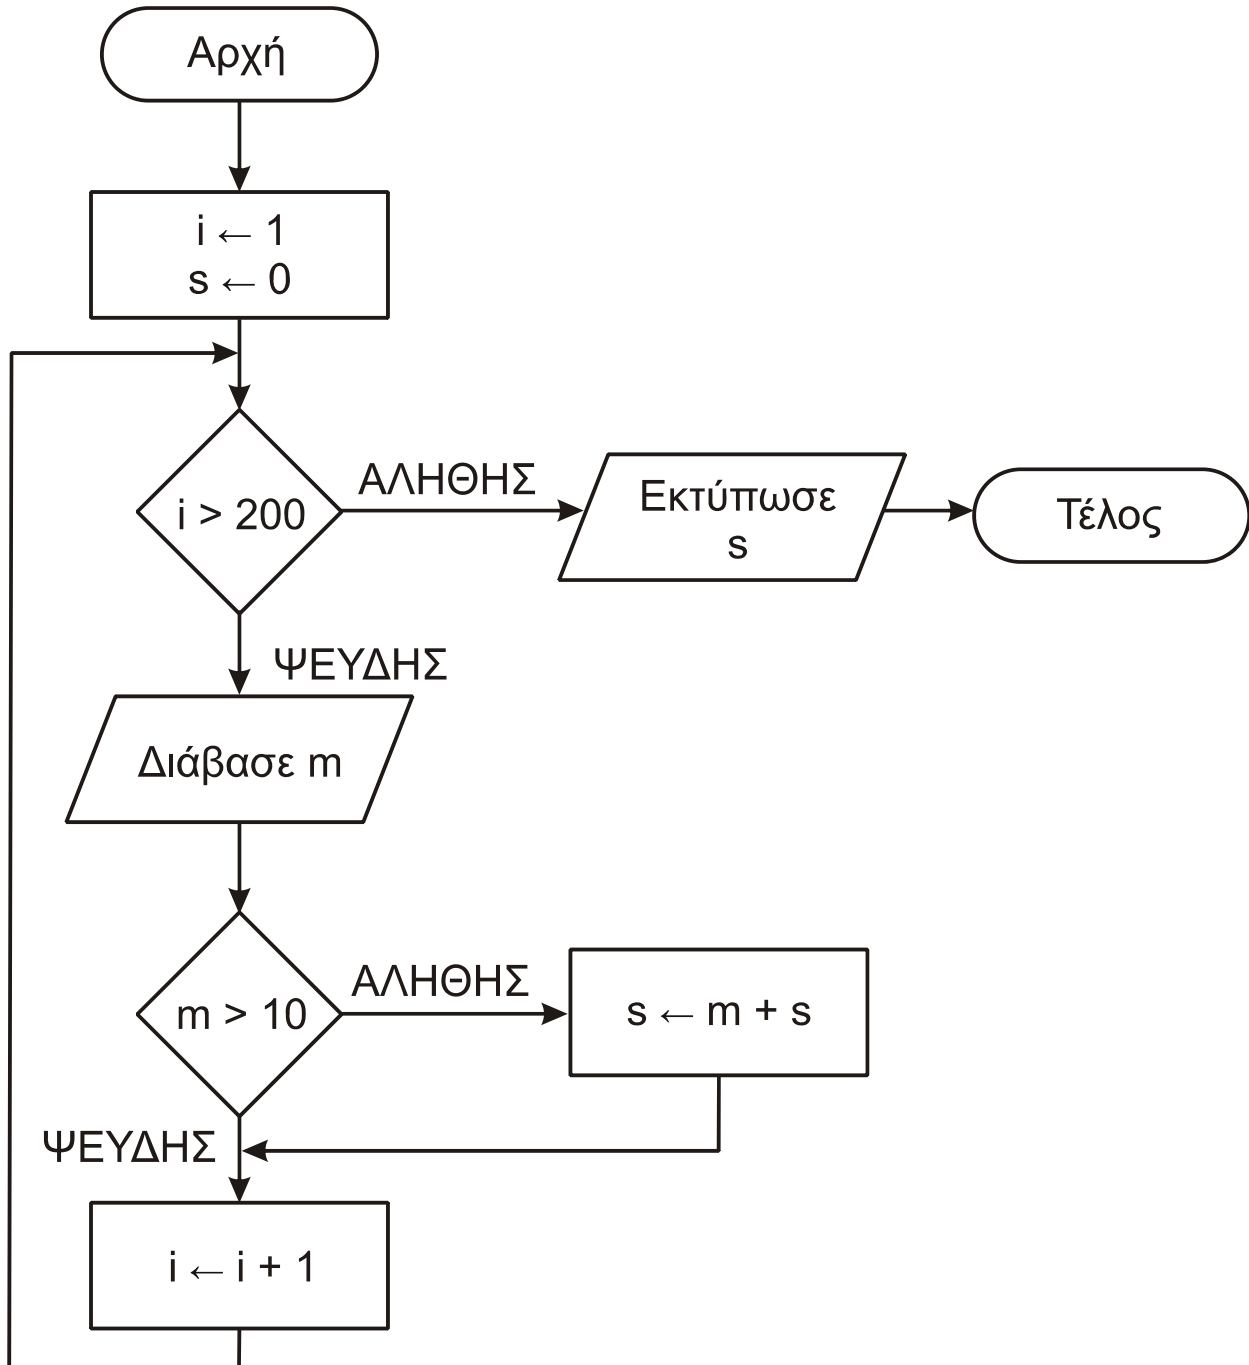 Αρχή
i ← 1
s ← 0
i > 200
ΑΛΗΘΗΣ
Εκτύπωσε
s
Τέλος
ΨΕΥΔΗΣ
Διάβασε m
m > 10
ΑΛΗΘΗΣ
s ← m + s
ΨΕΥΔΗΣ
i ← i + 1